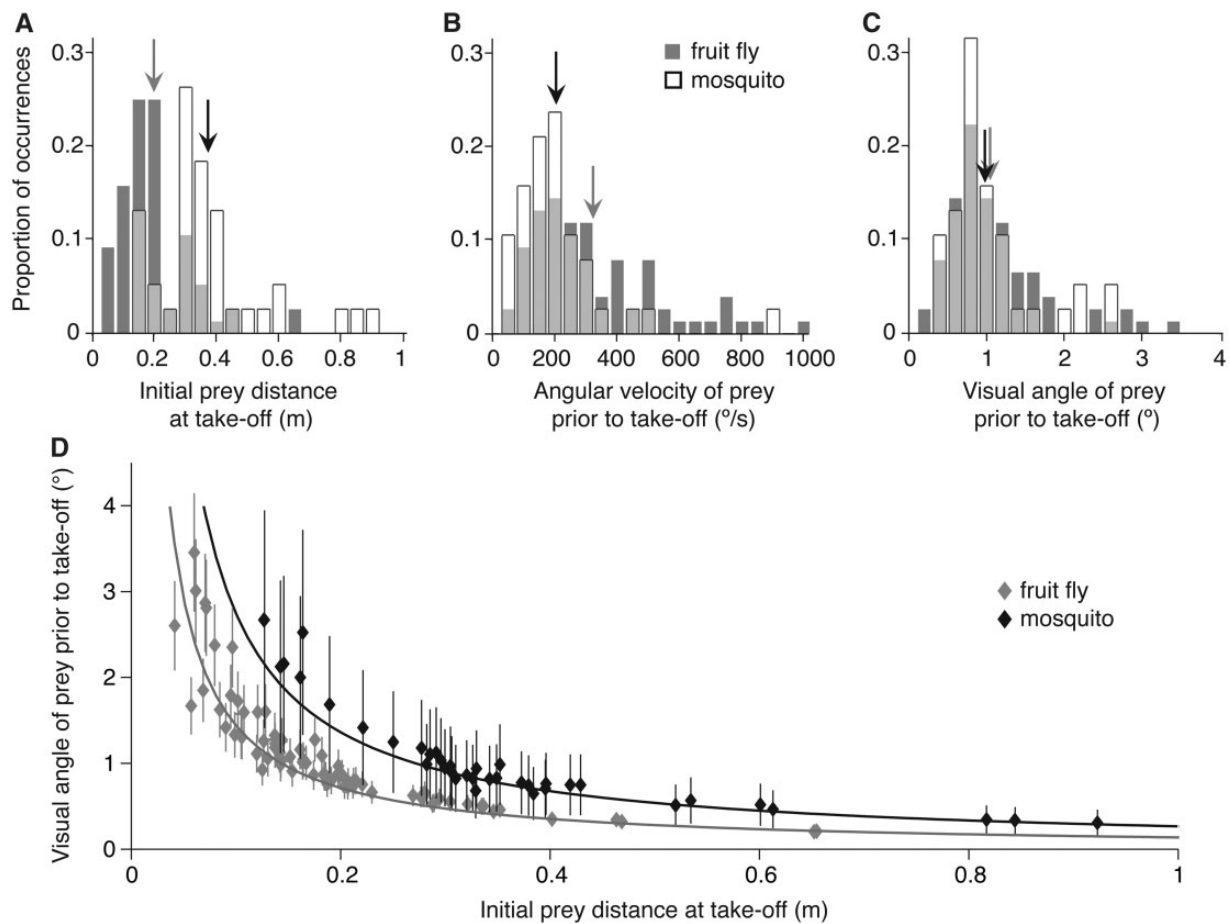 A
B
C
0.3
0.2
0.1
0
Proportion of occurrences
0 0.2 0.4 0.6 0.8 1
Initial prey distance
at take-off (m)
0.3
0.2
0.1
0
fruit fly
mosquito
0 200 400 600 800 1000
Angular velocity of prey
prior to take-off (º/s)
0.3
0.2
0.1
0
0 1 2 3 4
Visual angle of prey
prior to take-off (º)
D
Visual angle of prey prior to take-off (°)
4
3
2
1
0
fruit fly
mosquito
0 0.2 0.4 0.6 0.8 1
Initial prey distance at take-off (m)